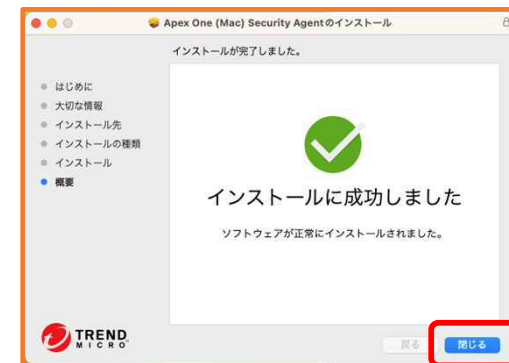 Apex One (Mac) Security Agentのインストール
インストールが完了しました。
はじめに
大切な情報
インストール先
インストールの種類
インストール
概要
インストールに成功しました
ソフトウェアが正常にインストールされました。
TREND
MICRO
戻る
閉じる